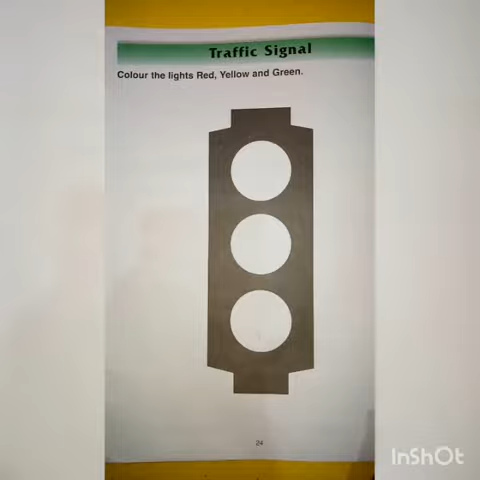 Traffic Signal
Colour the lights Red, Yellow and Green.
24
InShOt